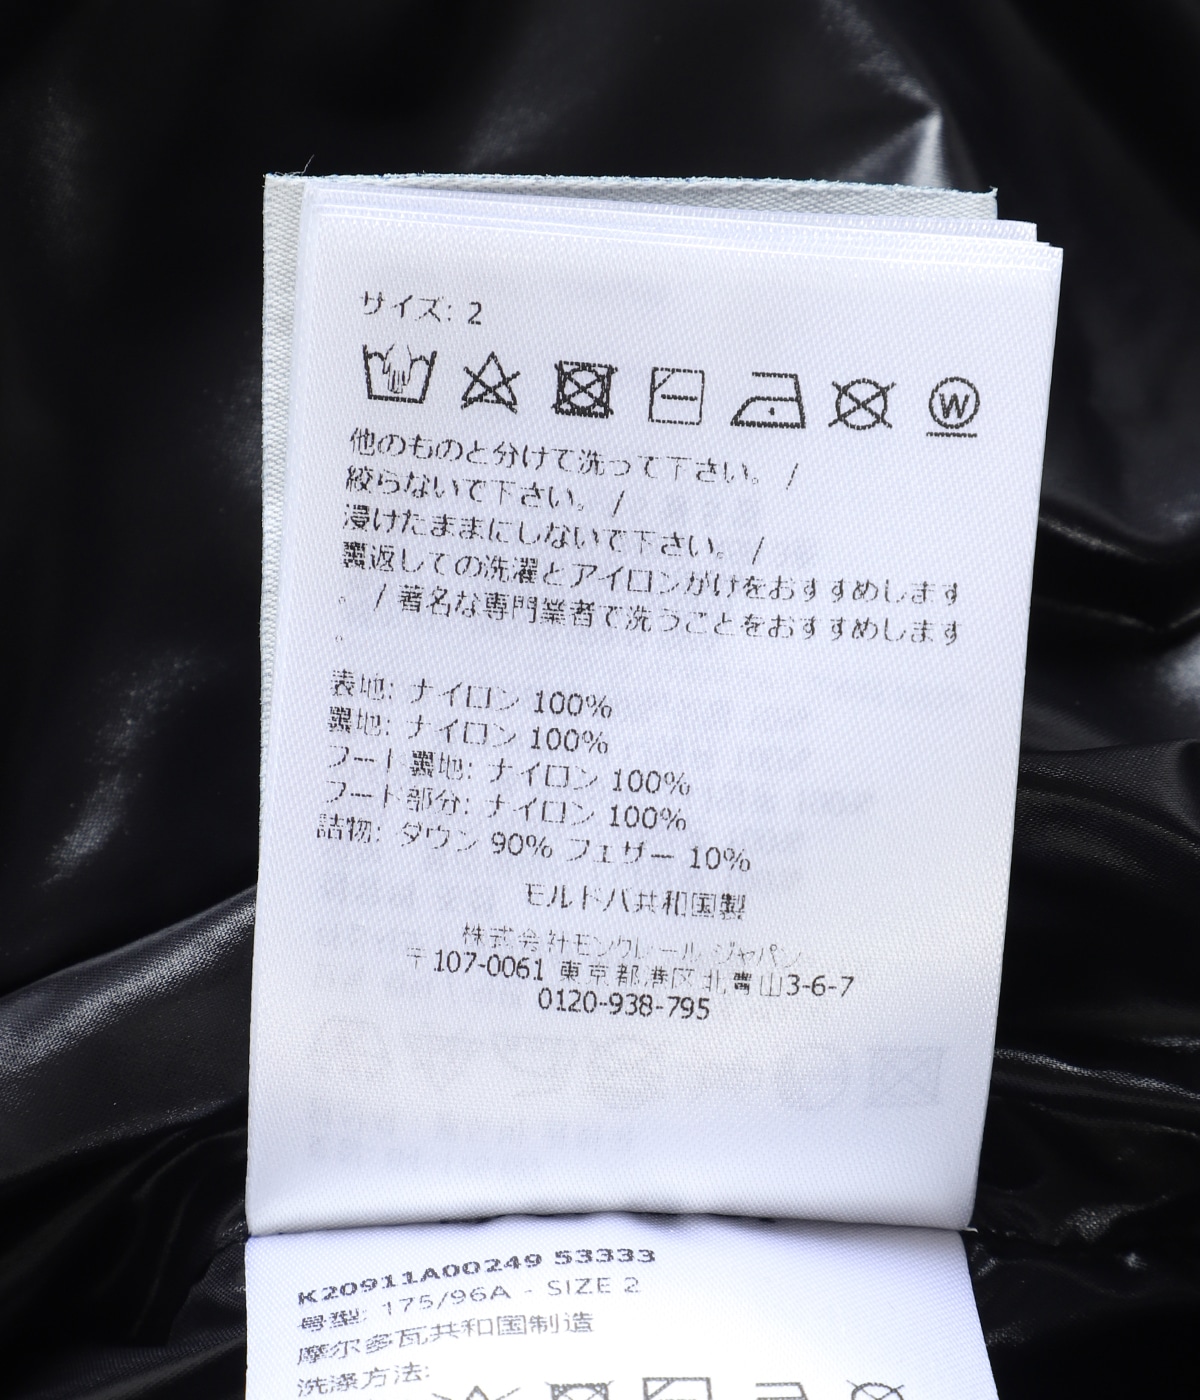 サイズ: 2
W
他のものと分けて洗って下さい。 /
絞らないで下さい。 /
浸けたままにしないで下さい。 /
裏返しての洗濯とアイロンがけをおすすめします
。 / 著名な専門業者で洗うことをおすすめします
。
表地: ナイロン 100%
裏地: ナイロン 100%
フード裏地: ナイロン 100%
フード部分: ナイロン 100%
詰物: ダウン 90% フェザー 10%
モルドバ共和国製
株式会社モンクレール ジャパン
〒107-0061 東京都港区北青山3-6-7
0120-938-795
K20911A00249 53333
号型: 175/96A - SIZE 2
摩尔多瓦共和国制造
洗涤方法: